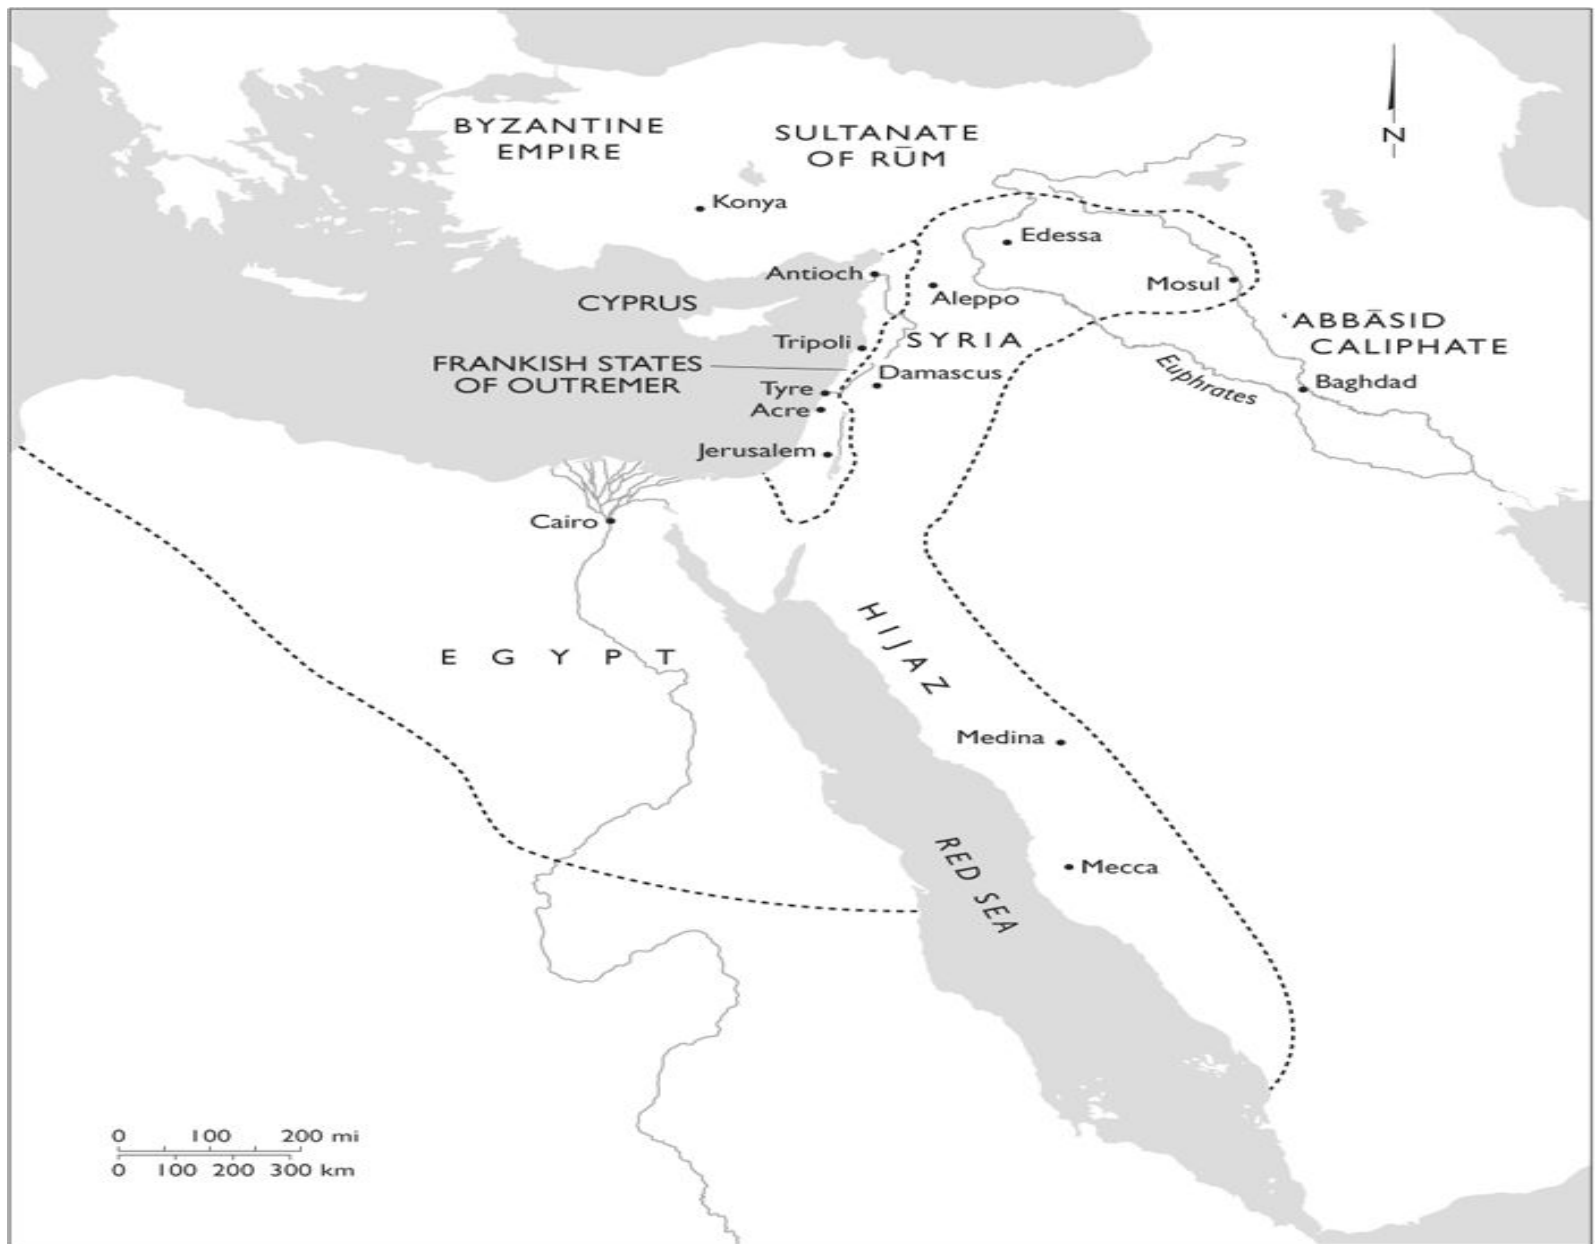 BYZANTINE
EMPIRE
SULTANATE
OF RŪM
N
Konya
Edessa
Antioch
Mosul
Aleppo
CYPRUS
ʻABBĀSID
CALIPHATE
Tripoli
SYRIA
FRANKISH STATES
OF OUTREMER
Damascus
Euphrates
Baghdad
Tyre
Acre
Jerusalem
Cairo
HIJAZ
EGYPT
Medina
RED SEA
Mecca
0 100 200 mi
0 100 200 300 km